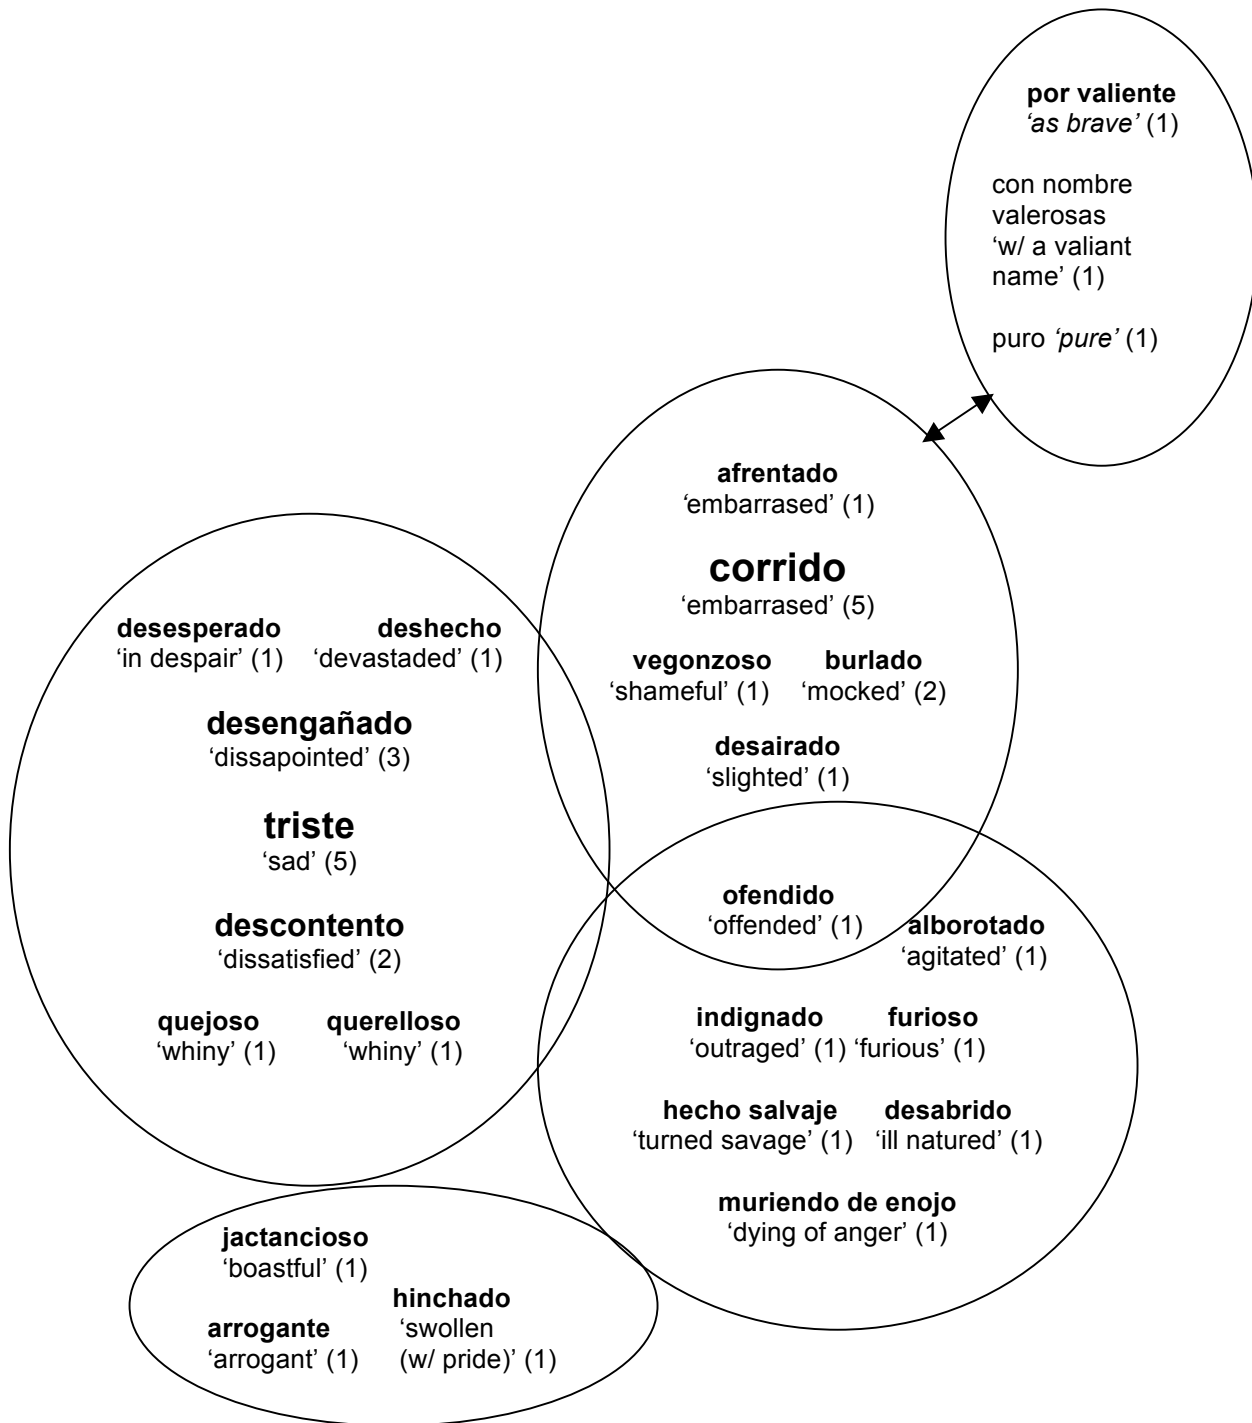 por valiente
‘as brave’ (1)
con nombre
valerosas
‘w/ a valiant
name’ (1)
puro ‘pure’ (1)
afrentado
‘embarrased’ (1)
corrido
‘embarrased’ (5)
vegonzoso burlado
‘shameful’ (1) ‘mocked’ (2)
desairado
‘slighted’ (1)
desesperado deshecho
‘in despair’ (1) ‘devastaded’ (1)
desengañado
‘dissapointed’ (3)
triste
‘sad’ (5)
descontento
‘dissatisfied’ (2)
quejoso querelloso
‘whiny’ (1) ‘whiny’ (1)
ofendido
‘offended’ (1)
alborotado
‘agitated’ (1)
indignado furioso
‘outraged’ (1) ‘furious’ (1)
hecho salvaje desabrido
‘turned savage’ (1) ‘ill natured’ (1)
muriendo de enojo
‘dying of anger’ (1)
jactancioso
‘boastful’ (1)
hinchado
‘swollen
(w/ pride)’ (1)
arrogante
‘arrogant’ (1)